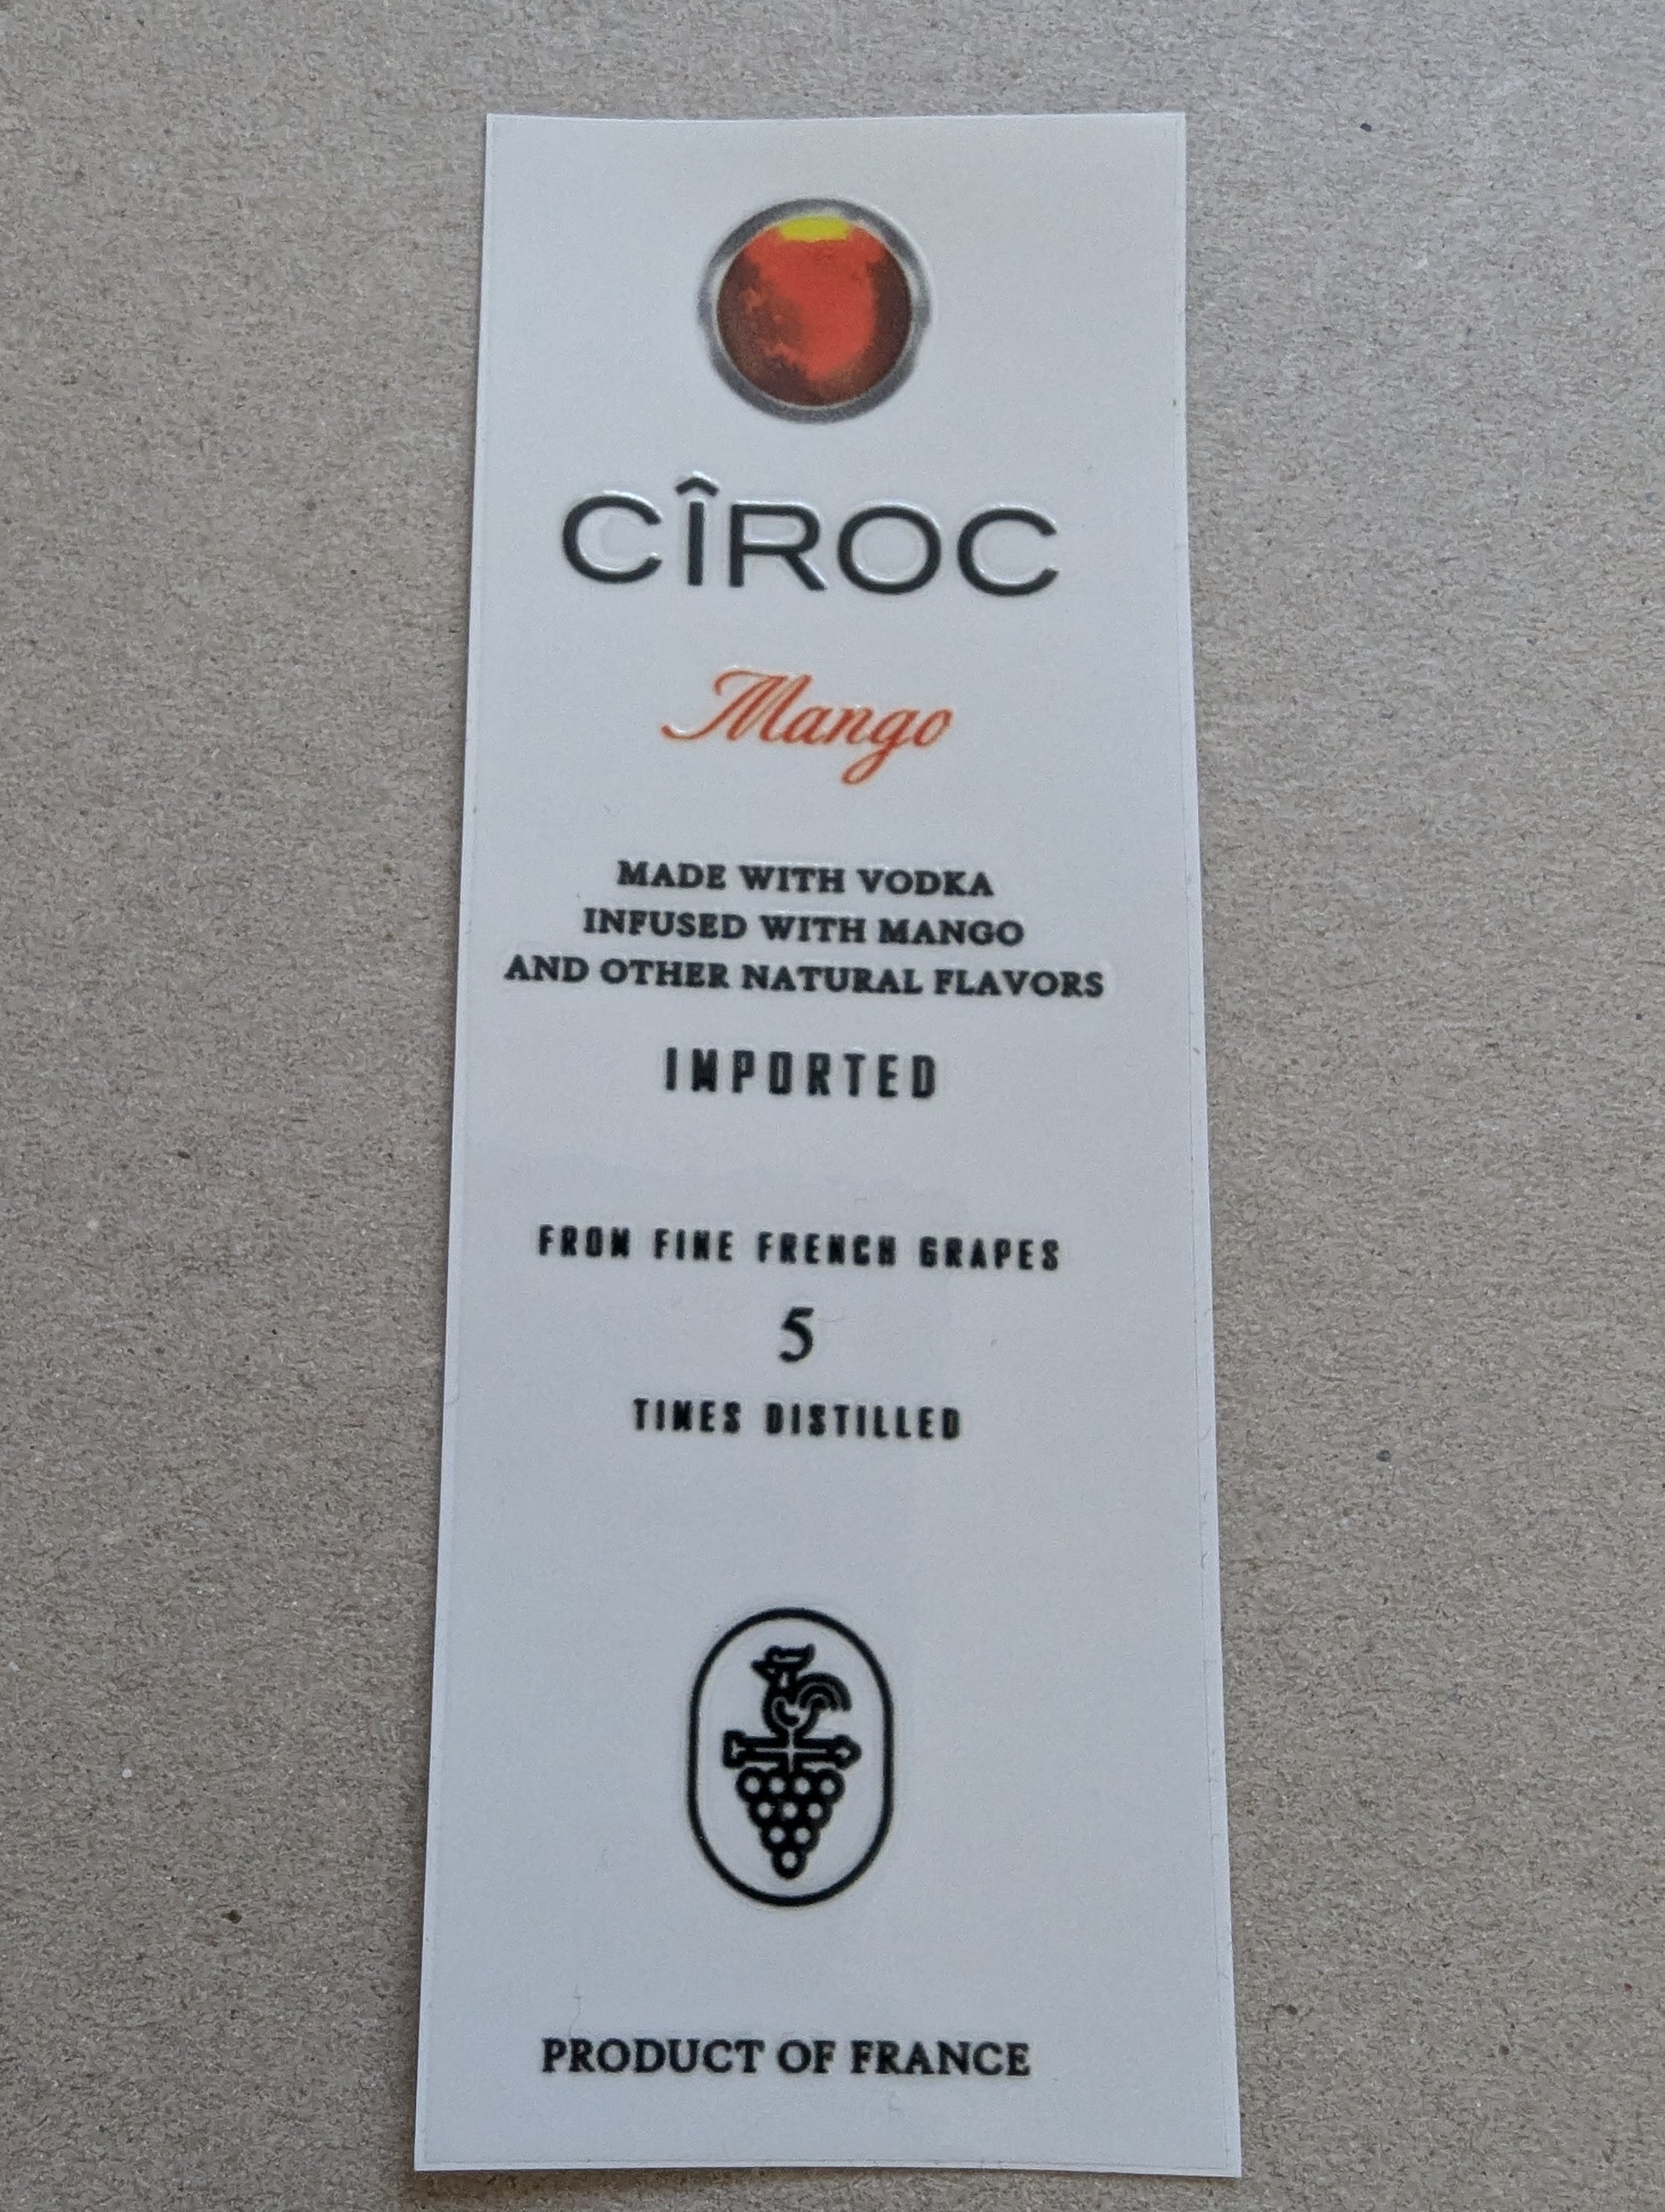 CÎROC
Mango
MADE WITH VODKA
INFUSED WITH MANGO
AND OTHER NATURAL FLAVORS
IMPORTED
FROM FINE FRENCH GRAPES
5
TIMES DISTILLED
PRODUCT OF FRANCE